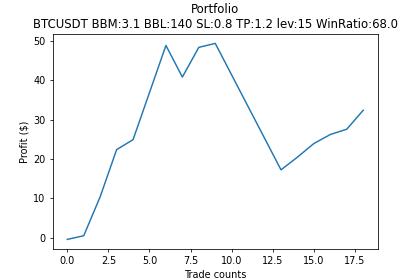 Portfolio
BTCUSDT BBM:3.1 BBL:140 SL:0.8 TP:1.2 lev:15 WinRatio:68.0
50
40
30
20
10
0
Profit ($)
0.0 2.5 5.0 7.5 10.0 12.5 15.0 17.5
Trade counts